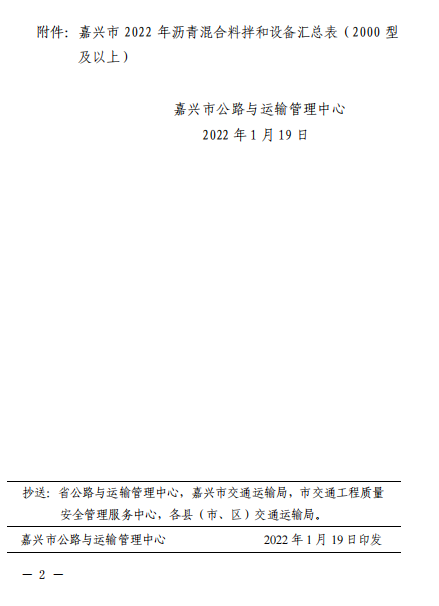 附件：嘉兴市 2022 年沥青混合料拌和设备汇总表（2000 型
及以上）
嘉兴市公路与运输管理中心
2022 年 1 月 19 日
抄送：省公路与运输管理中心，嘉兴市交通运输局，市交通工程质量
安全管理服务中心，各县（市、区）交通运输局。
嘉兴市公路与运输管理中心 2022 年 1 月 19 日印发
— 2 —